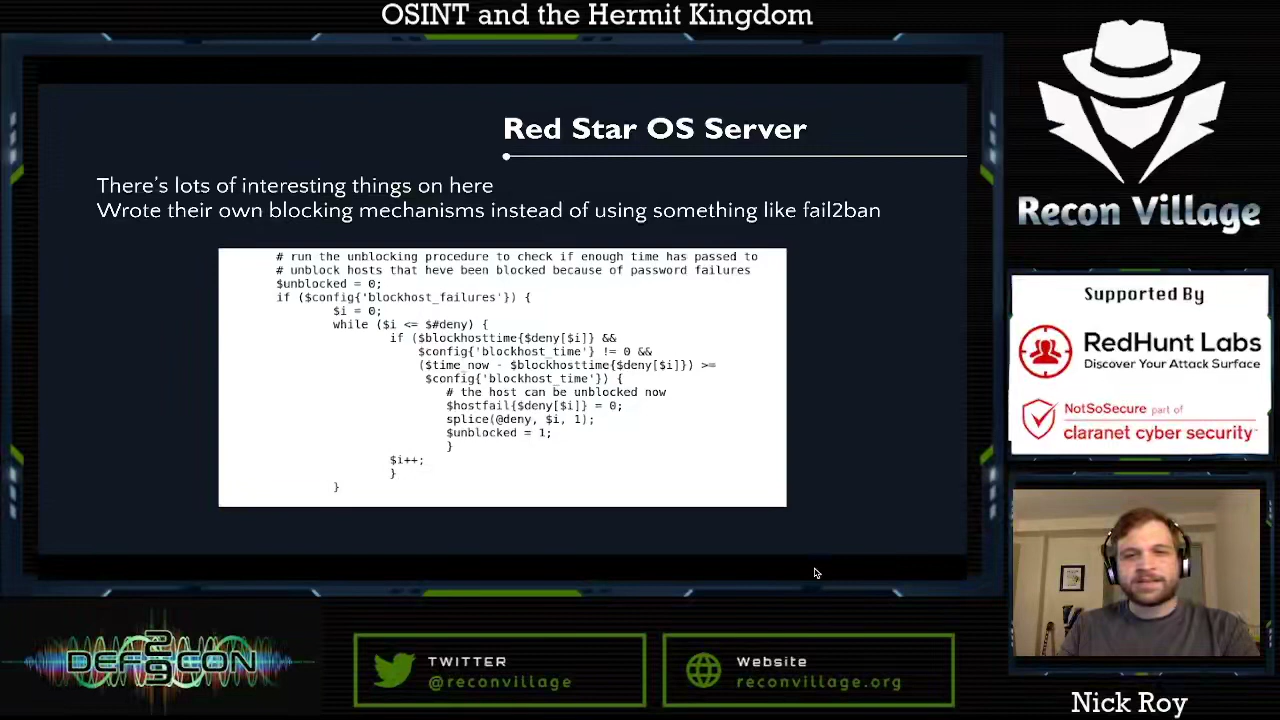 OSINT and the Hermit Kingdom
Red Star OS Server
There's lots of interesting things on here
Wrote their own blocking mechanisms instead of using something like fail2ban
# run the unblocking procedure to check if enough time has passed to
# unblock hosts that heve been blocked because of password failures
$unblocked = 0;
if ($config{'blockhost_failures'}) {
$i = 0;
while ($i <= $#deny) {
if ($blockhosttime{$deny[$i]} &&
$config{'blockhost_time'} != 0 &&
($time_now - $blockhosttime{$deny[$i]}) >=
$config{'blockhost_time'}) {
# the host can be unblocked now
$hostfail{$deny[$i]} = 0;
splice(@deny, $i, 1);
$unblocked = 1;
}
$i++;
}
}
Recon Village
Supported By
RedHunt Labs
Discover Your Attack Surface
NotSoSecure part of
claranet cyber security™
DEFCON
29
TWITTER
@reconvillage
Website
reconvillage.org
Nick Roy